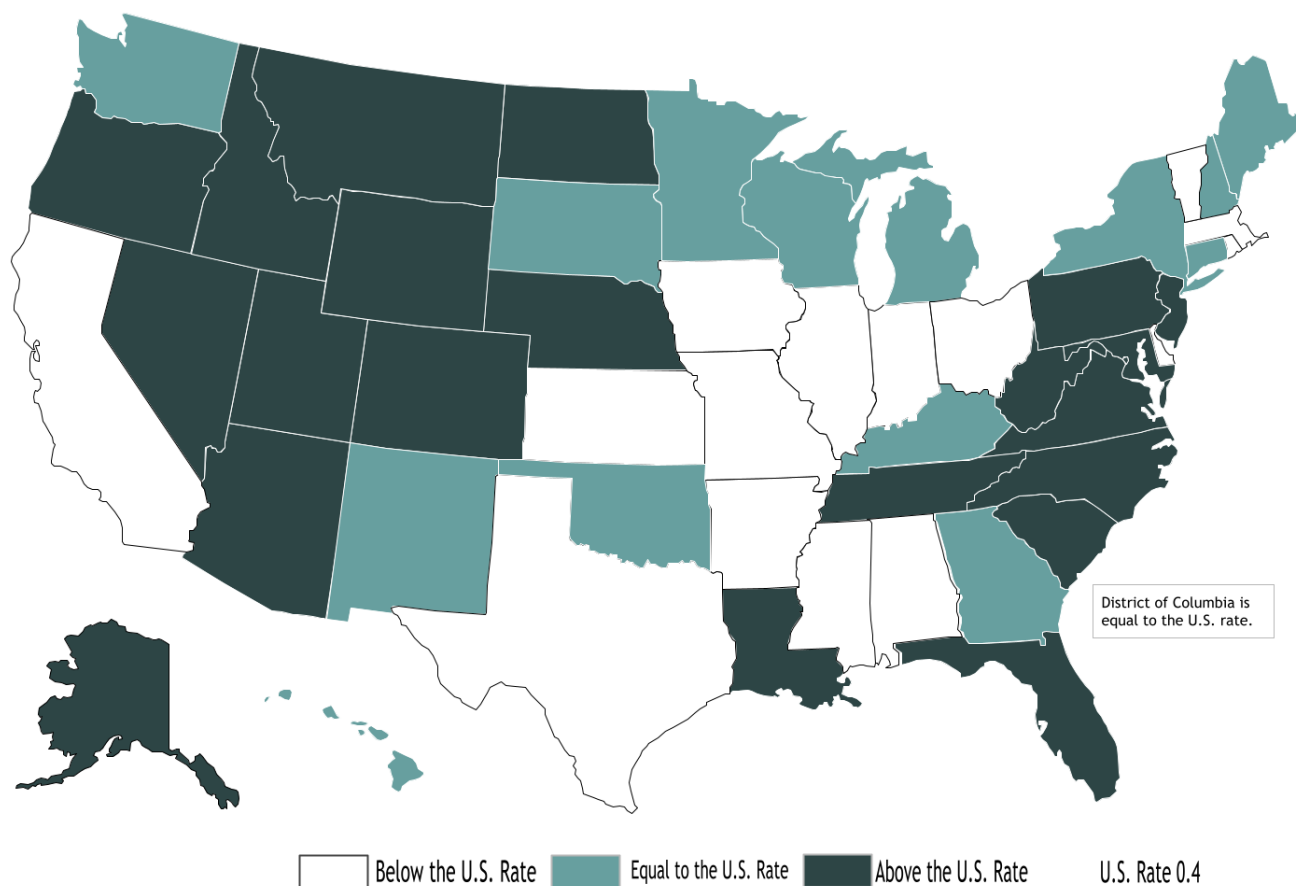 District of Columbia is
equal to the U.S. rate.
Below the U.S. Rate
Equal to the U.S. Rate
Above the U.S. Rate
U.S. Rate 0.4